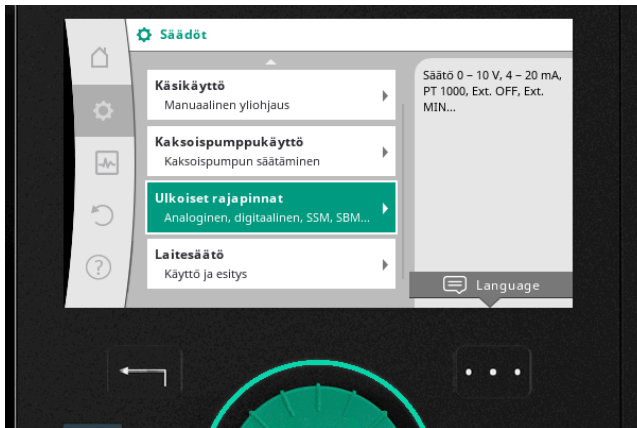 Säädöt
Käsikäyttö
Manuaalinen yliohjaus
Kaksoispumppukäyttö
Kaksoispumpun säätäminen
Ulkoiset rajapinnat
Analoginen, digitaalinen, SSM, SBM...
Laitesäätö
Käyttö ja esitys
Säätö 0 – 10 V, 4 – 20 mA,
PT 1000, Ext. OFF, Ext.
MIN...
Language